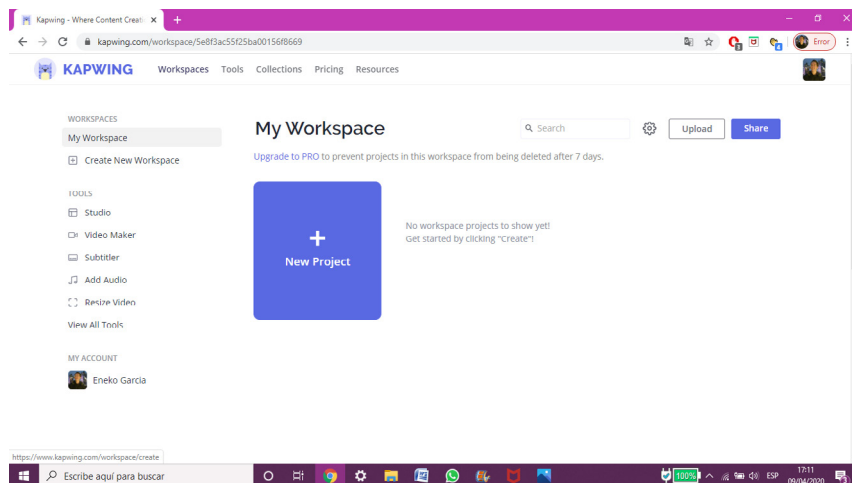 Kapwing - Where Content Creati
kapwing.com/workspace/5e8f3ac55f25ba00156f8669
Error
KAPWING Workspaces Tools Collections Pricing Resources
WORKSPACES
My Workspace
Create New Workspace
TOOLS
Studio
Video Maker
Subtitler
Add Audio
Resize Video
View All Tools
MY ACCOUNT
Eneko Garcia
My Workspace
Search
Upload
Share
Upgrade to PRO to prevent projects in this workspace from being deleted after 7 days.
New Project
No workspace projects to show yet!
Get started by clicking "Create"!
https://www.kapwing.com/workspace/create
Escribe aquí para buscar
100%
ESP
17:11
09/04/2020